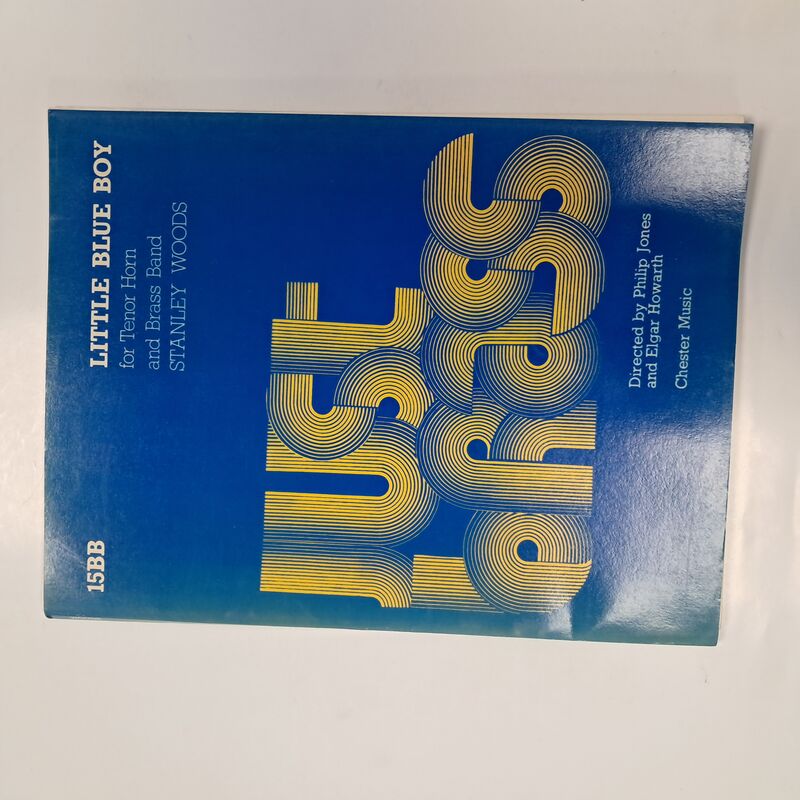 15BB
LITTLE BLUE BOY
for Tenor Horn
and Brass Band
STANLEY WOODS
JUST
BRASS
Directed by Philip Jones
and Elgar Howarth
Chester Music